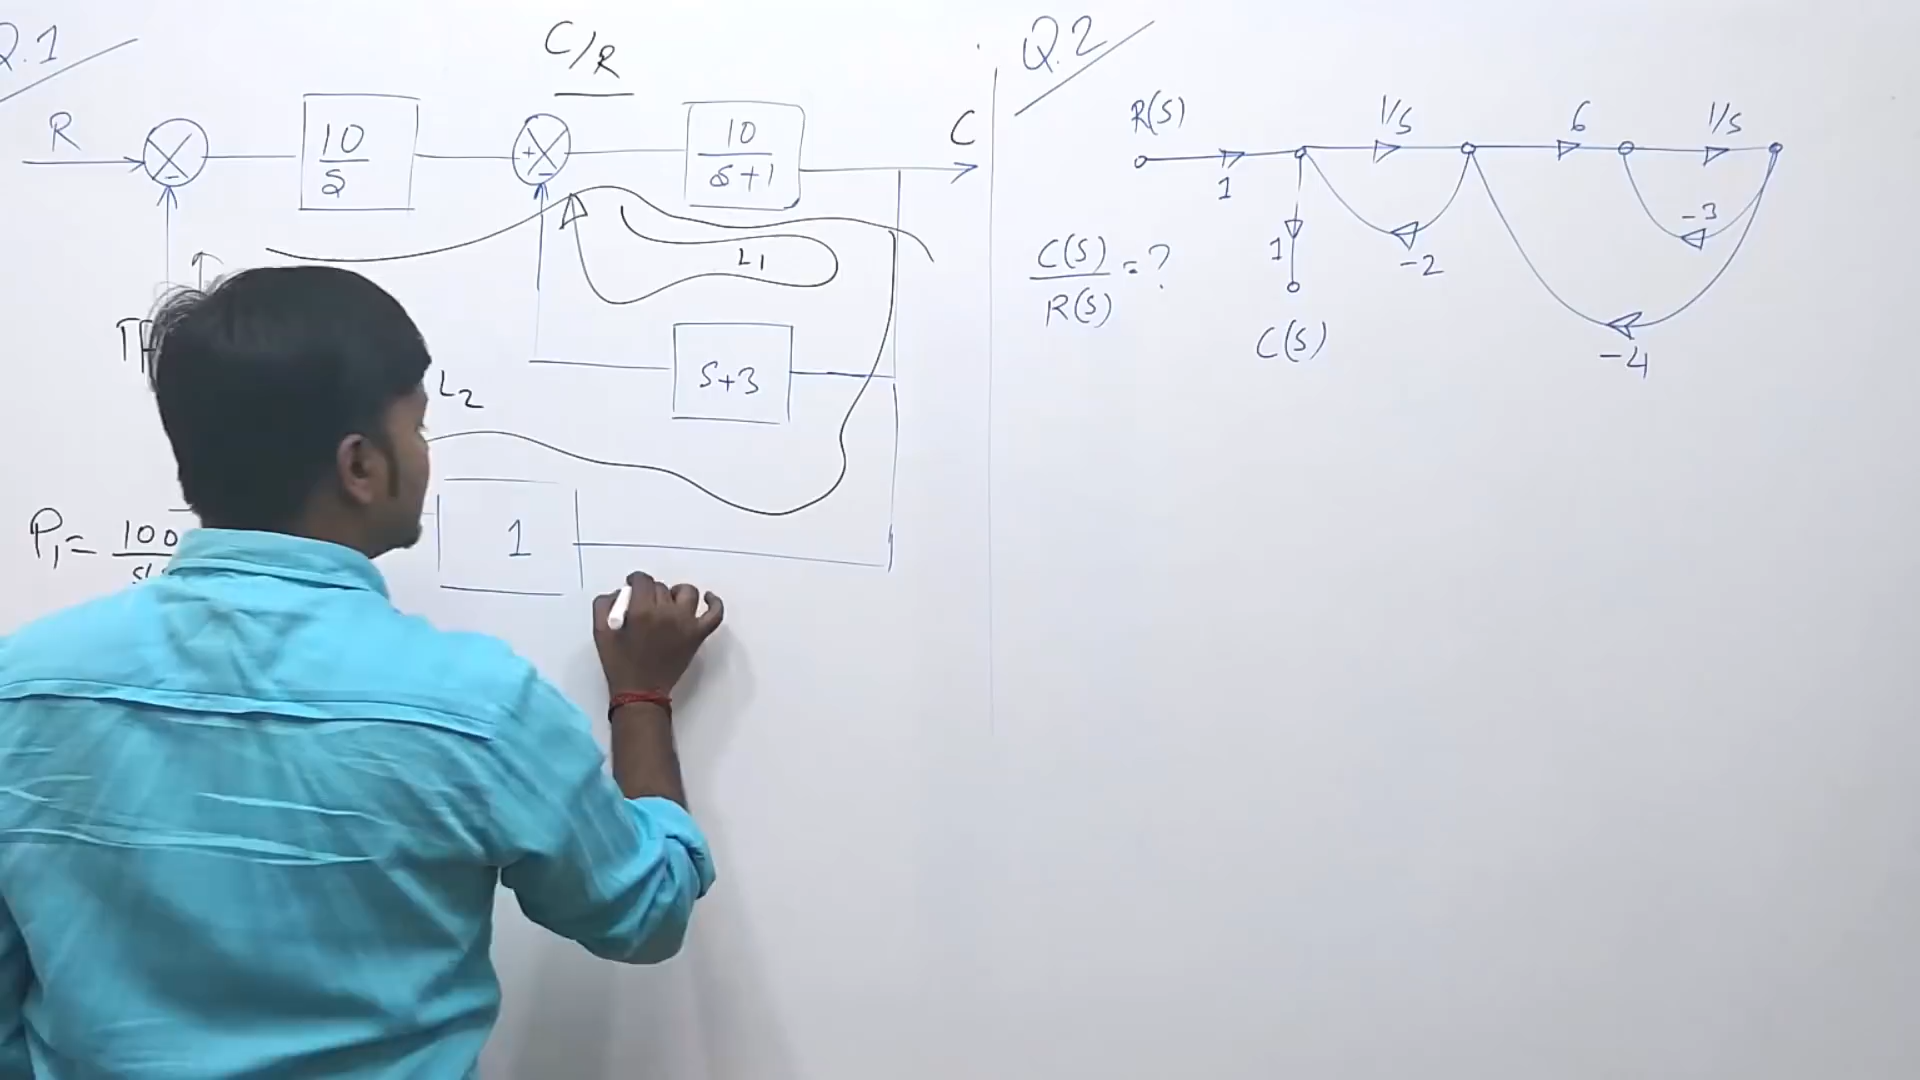 Q.1
C/R
R
10
S
+
-
-
10
S+1
C
L1
S+3
L2
1
P1 = 100
Q.2
R(S)
1
1/S
6
1/S
1
-2
-3
-4
C(S)
C(S)
R(S)
= ?